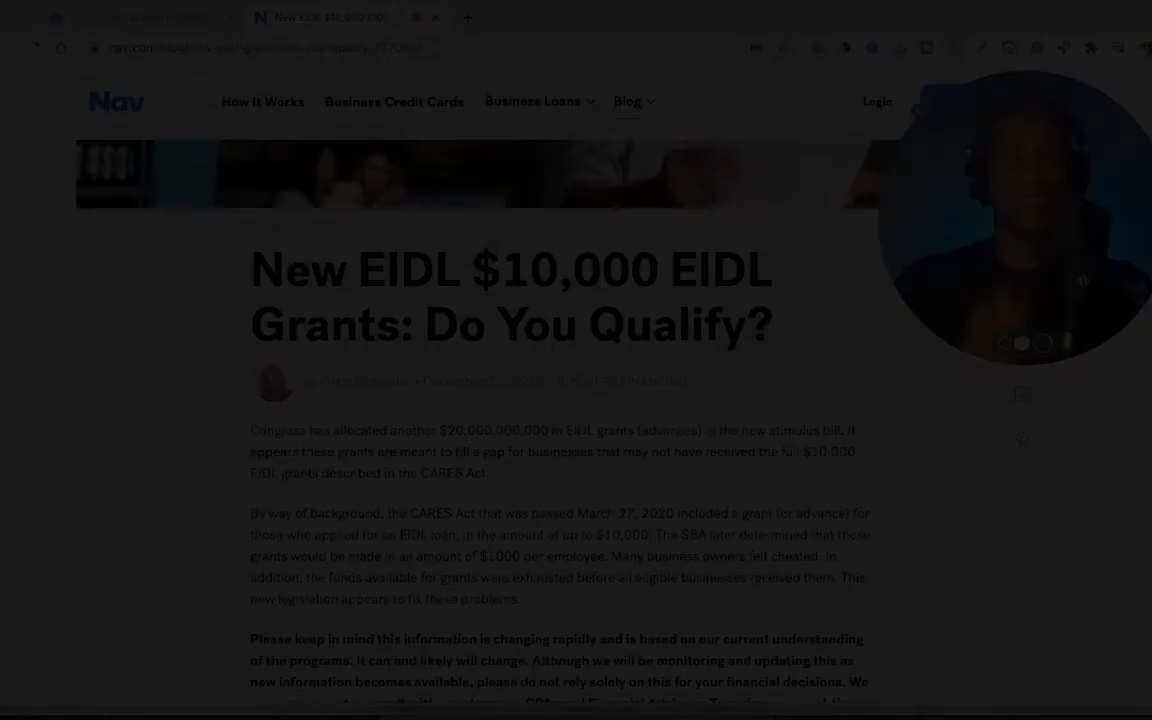 New EIDL $10,000 EID
Nav
How It Works
Business Credit Cards
Business Loans
Blog
Login
New EIDL $10,000 EIDL
Grants: Do You Qualify?
Congress has allocated another $20,000,000,000 in EIDL grants (advances) in the new stimulus bill. It
appears these grants are meant to fill a gap for businesses that may not have received the full $10,000
EIDL grants described in the CARES Act.
By way of background, the CARES Act that was passed March 27, 2020 included a grant (or advance) for
those who applied for an EIDL loan, in the amount of up to $10,000. The SBA later determined that those
grants would be made in an amount of $1000 per employee. Many business owners felt cheated. In
addition, the funds available for grants were exhausted before all eligible businesses received them. This
new legislation appears to fix these problems.
Please keep in mind this information is changing rapidly and is based on our current understanding
of the programs. It can and likely will change. Although we will be monitoring and updating this as
new information becomes available, please do not rely solely on this for your financial decisions. We